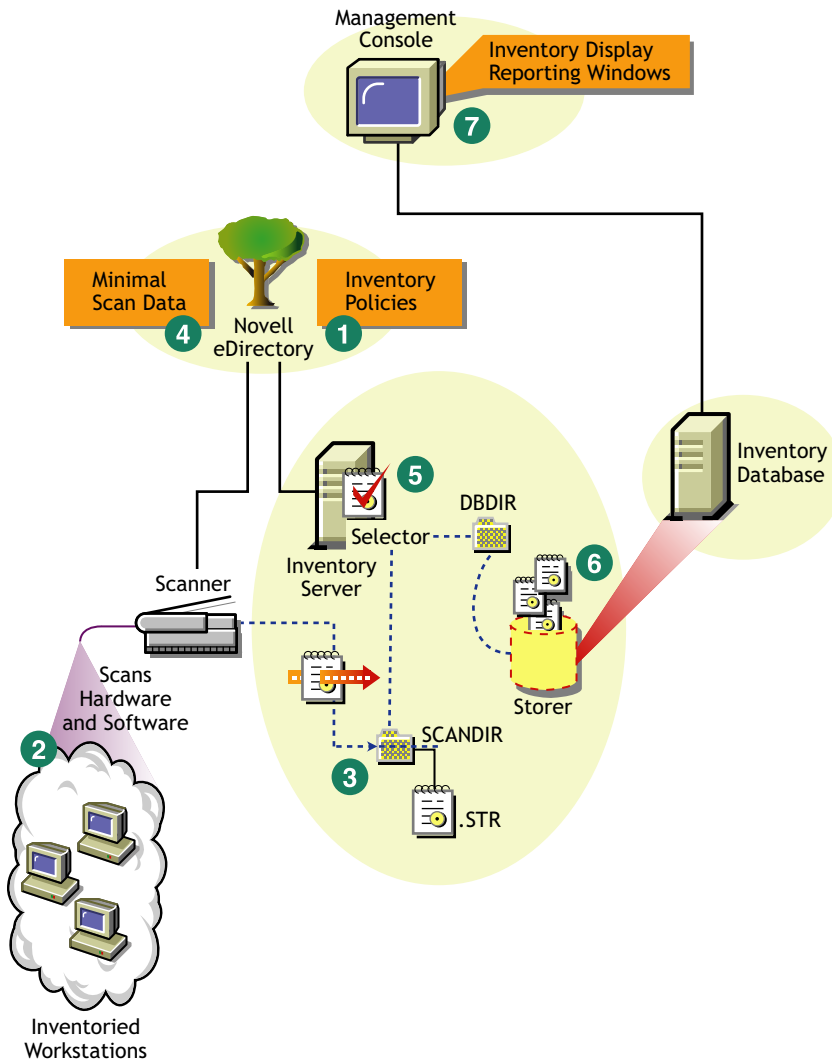 Management
Console
Inventory Display
Reporting Windows
7
Minimal
Scan Data
4
Novell
eDirectory
Inventory
Policies
1
Inventory
Database
5
DBDIR
Selector
Inventory
Server
6
Scanner
Scans
Hardware
and Software
Storer
2
SCANDIR
3
.STR
Inventoried
Workstations